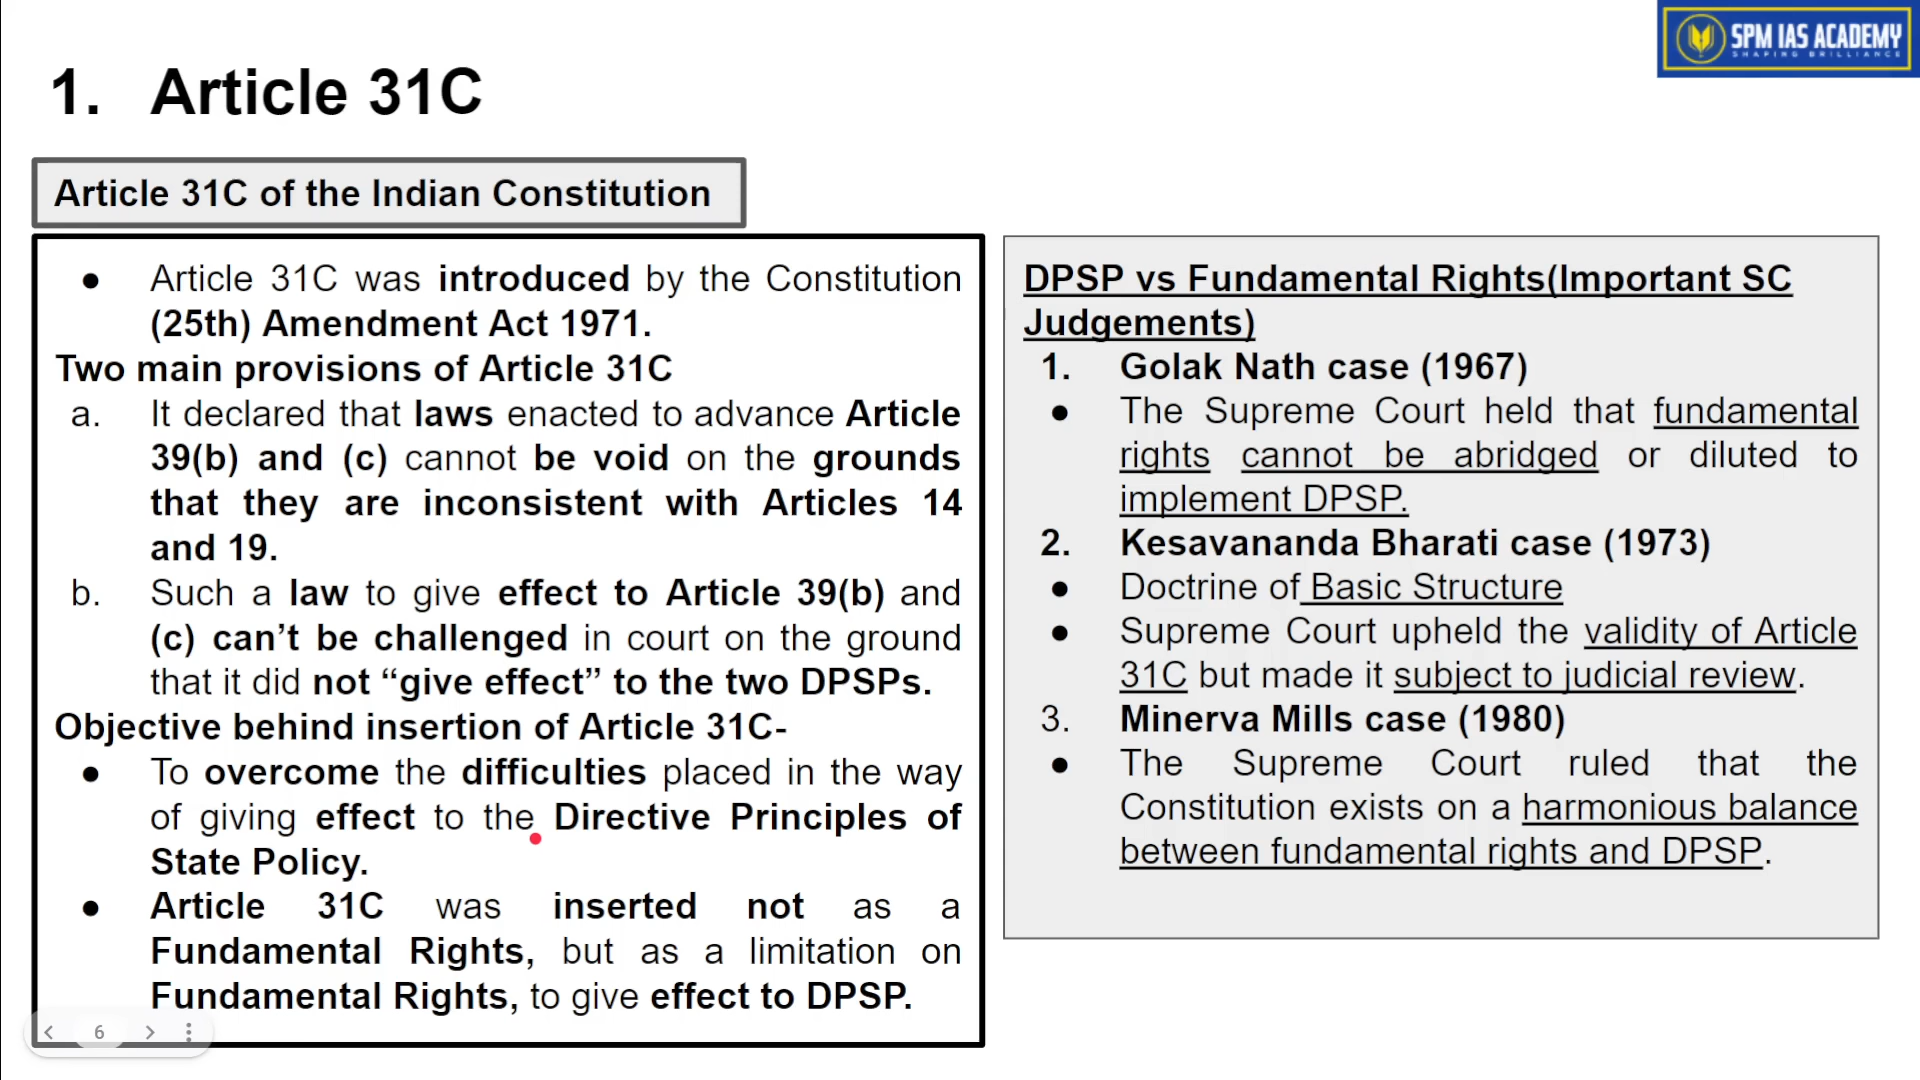 SPM IAS ACADEMY
SHAPING BRILLIANCE
1. Article 31C
Article 31C of the Indian Constitution
● Article 31C was introduced by the Constitution
(25th) Amendment Act 1971.
Two main provisions of Article 31C
a. It declared that laws enacted to advance Article
39(b) and (c) cannot be void on the grounds
that they are inconsistent with Articles 14
and 19.
b. Such a law to give effect to Article 39(b) and
(c) can’t be challenged in court on the ground
that it did not “give effect” to the two DPSPs.
Objective behind insertion of Article 31C-
● To overcome the difficulties placed in the way
of giving effect to the Directive Principles of
State Policy.
● Article 31C was inserted not as a
Fundamental Rights, but as a limitation on
Fundamental Rights, to give effect to DPSP.
6
DPSP vs Fundamental Rights(Important SC
Judgements)
1. Golak Nath case (1967)
● The Supreme Court held that fundamental
rights cannot be abridged or diluted to
implement DPSP.
2. Kesavananda Bharati case (1973)
● Doctrine of Basic Structure
● Supreme Court upheld the validity of Article
31C but made it subject to judicial review.
3. Minerva Mills case (1980)
● The Supreme Court ruled that the
Constitution exists on a harmonious balance
between fundamental rights and DPSP.